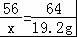 56/x = 64/19.2g